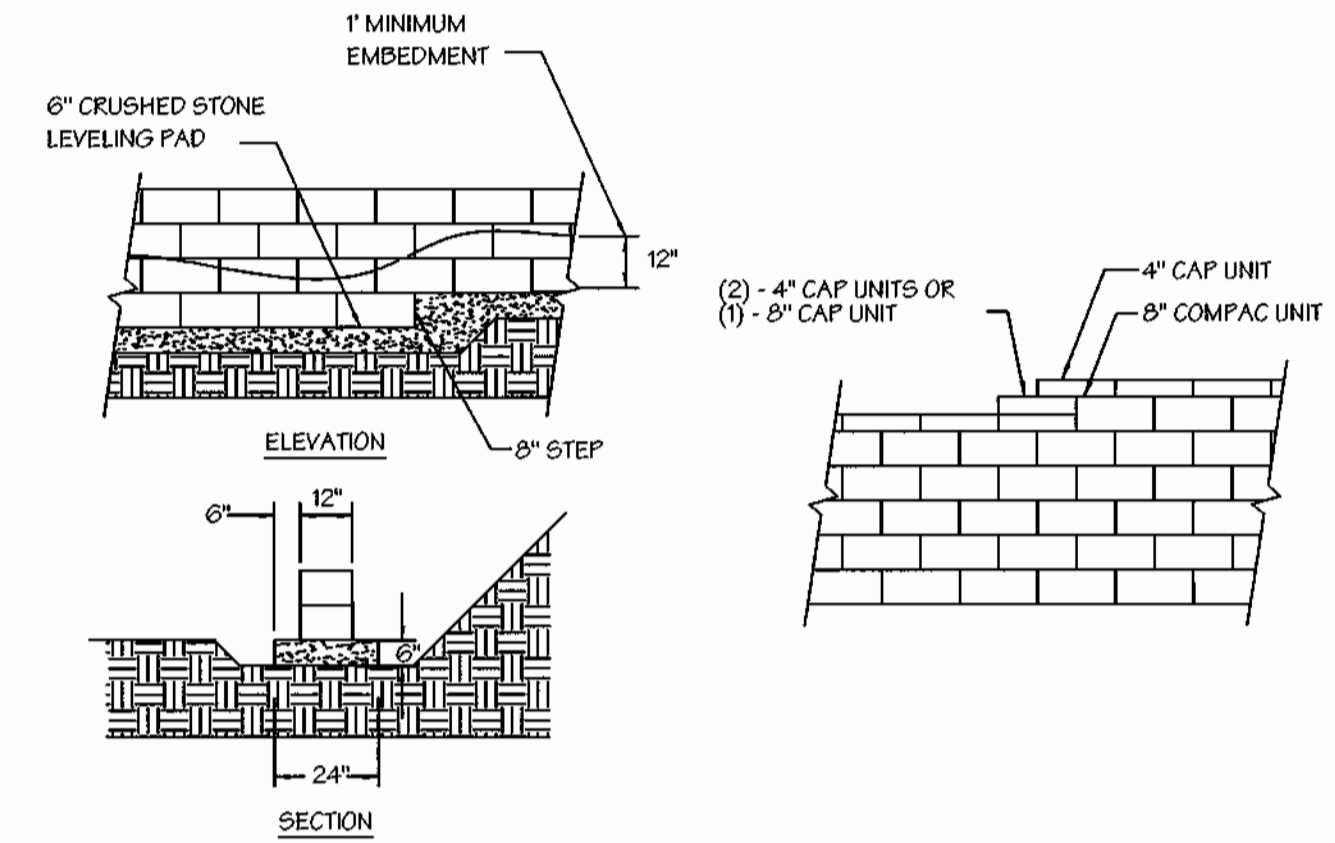 1' MINIMUM
EMBEDMENT
6" CRUSHED STONE
LEVELING PAD
12"
ELEVATION
8" STEP
6"
12"
6"
24"
SECTION
(2) - 4" CAP UNITS OR
(1) - 8" CAP UNIT
4" CAP UNIT
8" COMPAC UNIT